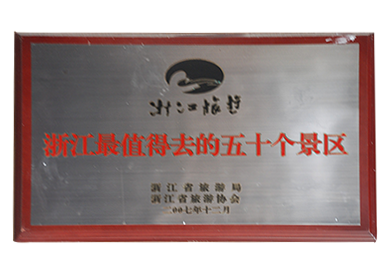 浙江旅游
浙江最值得去的五十个景区
浙江省旅游局
浙江省旅游协会
二〇〇七年十二月